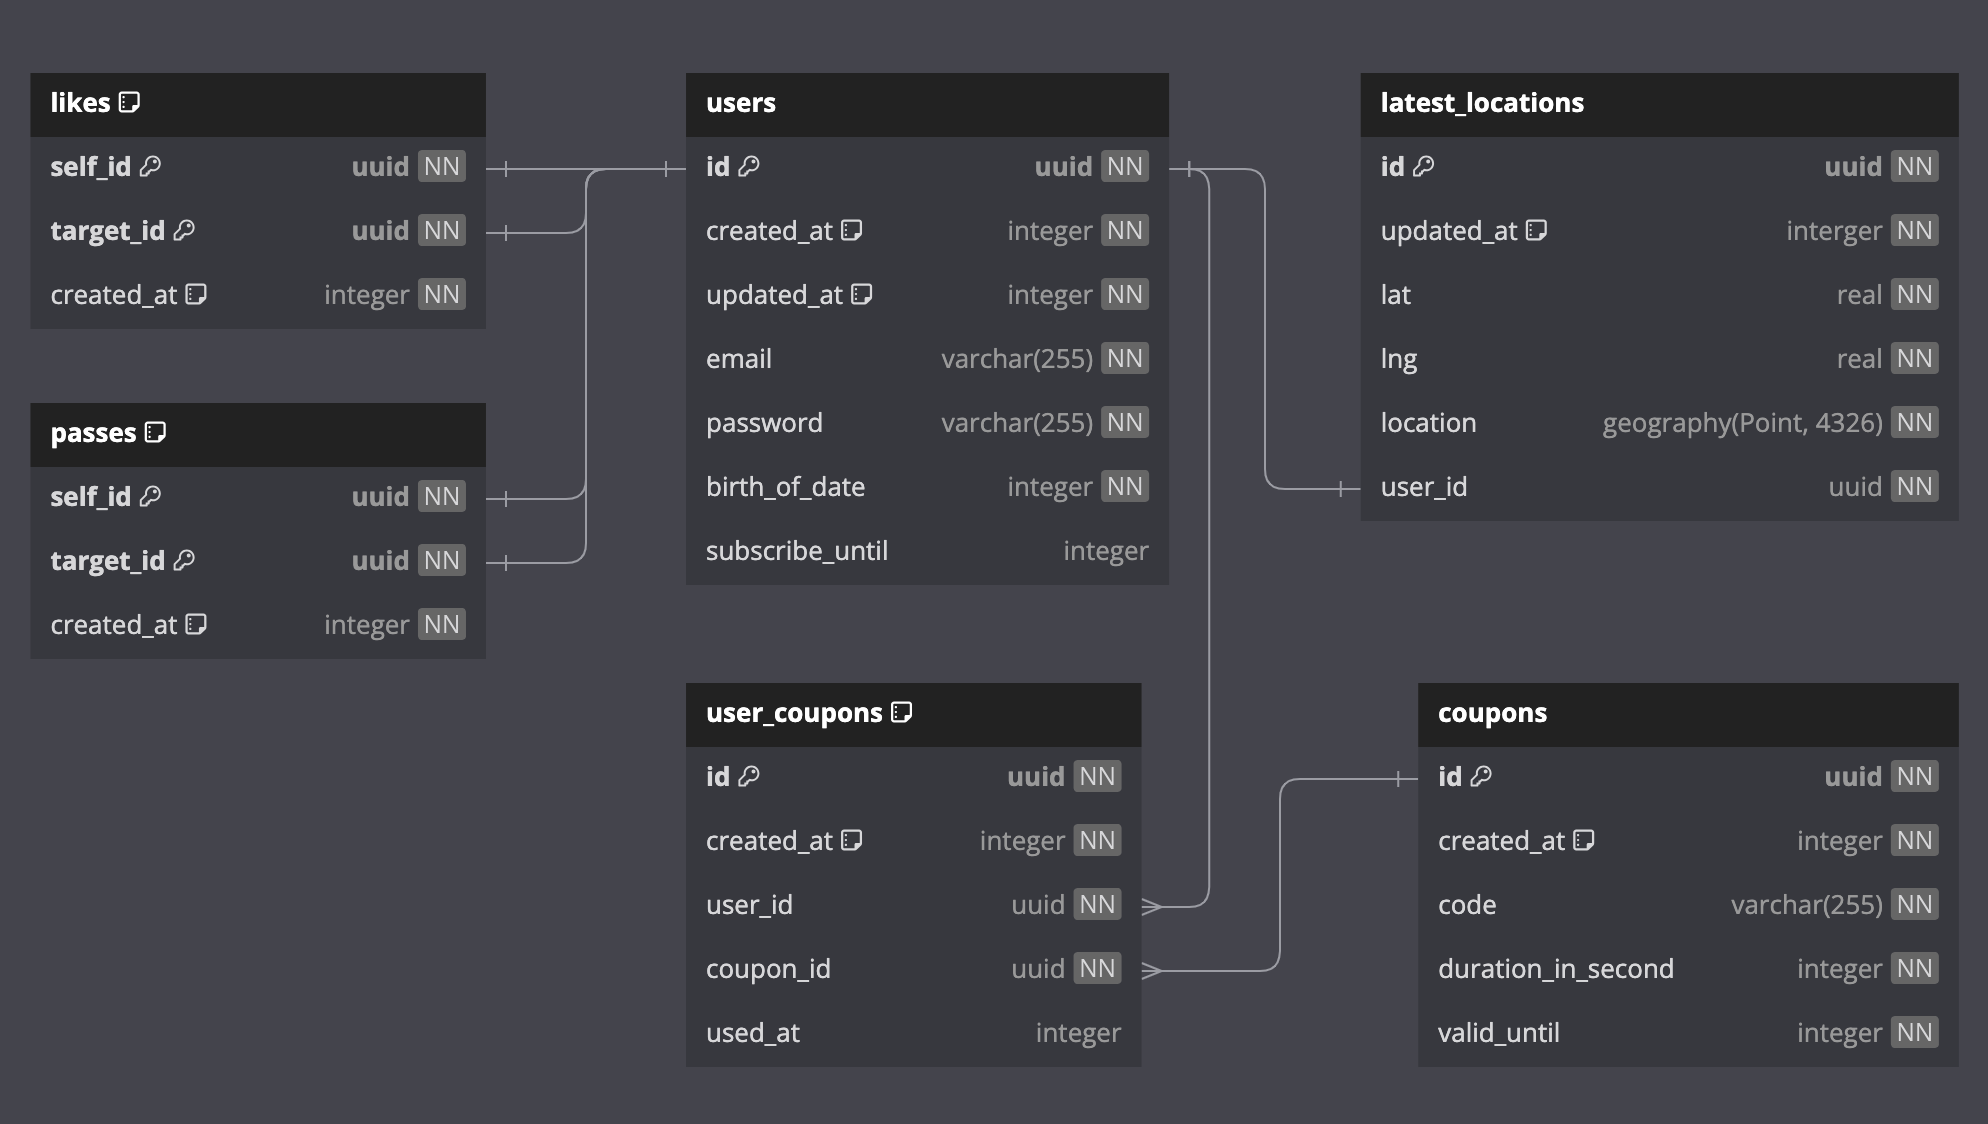 likes
self_id uuid NN
target_id uuid NN
created_at integer NN
passes
self_id uuid NN
target_id uuid NN
created_at integer NN
users
id uuid NN
created_at integer NN
updated_at integer NN
email varchar(255) NN
password varchar(255) NN
birth_of_date integer NN
subscribe_until integer
latest_locations
id uuid NN
updated_at interger NN
lat real NN
lng real NN
location geography(Point, 4326) NN
user_id uuid NN
user_coupons
id uuid NN
created_at integer NN
user_id uuid NN
coupon_id uuid NN
used_at integer
coupons
id uuid NN
created_at integer NN
code varchar(255) NN
duration_in_second integer NN
valid_until integer NN